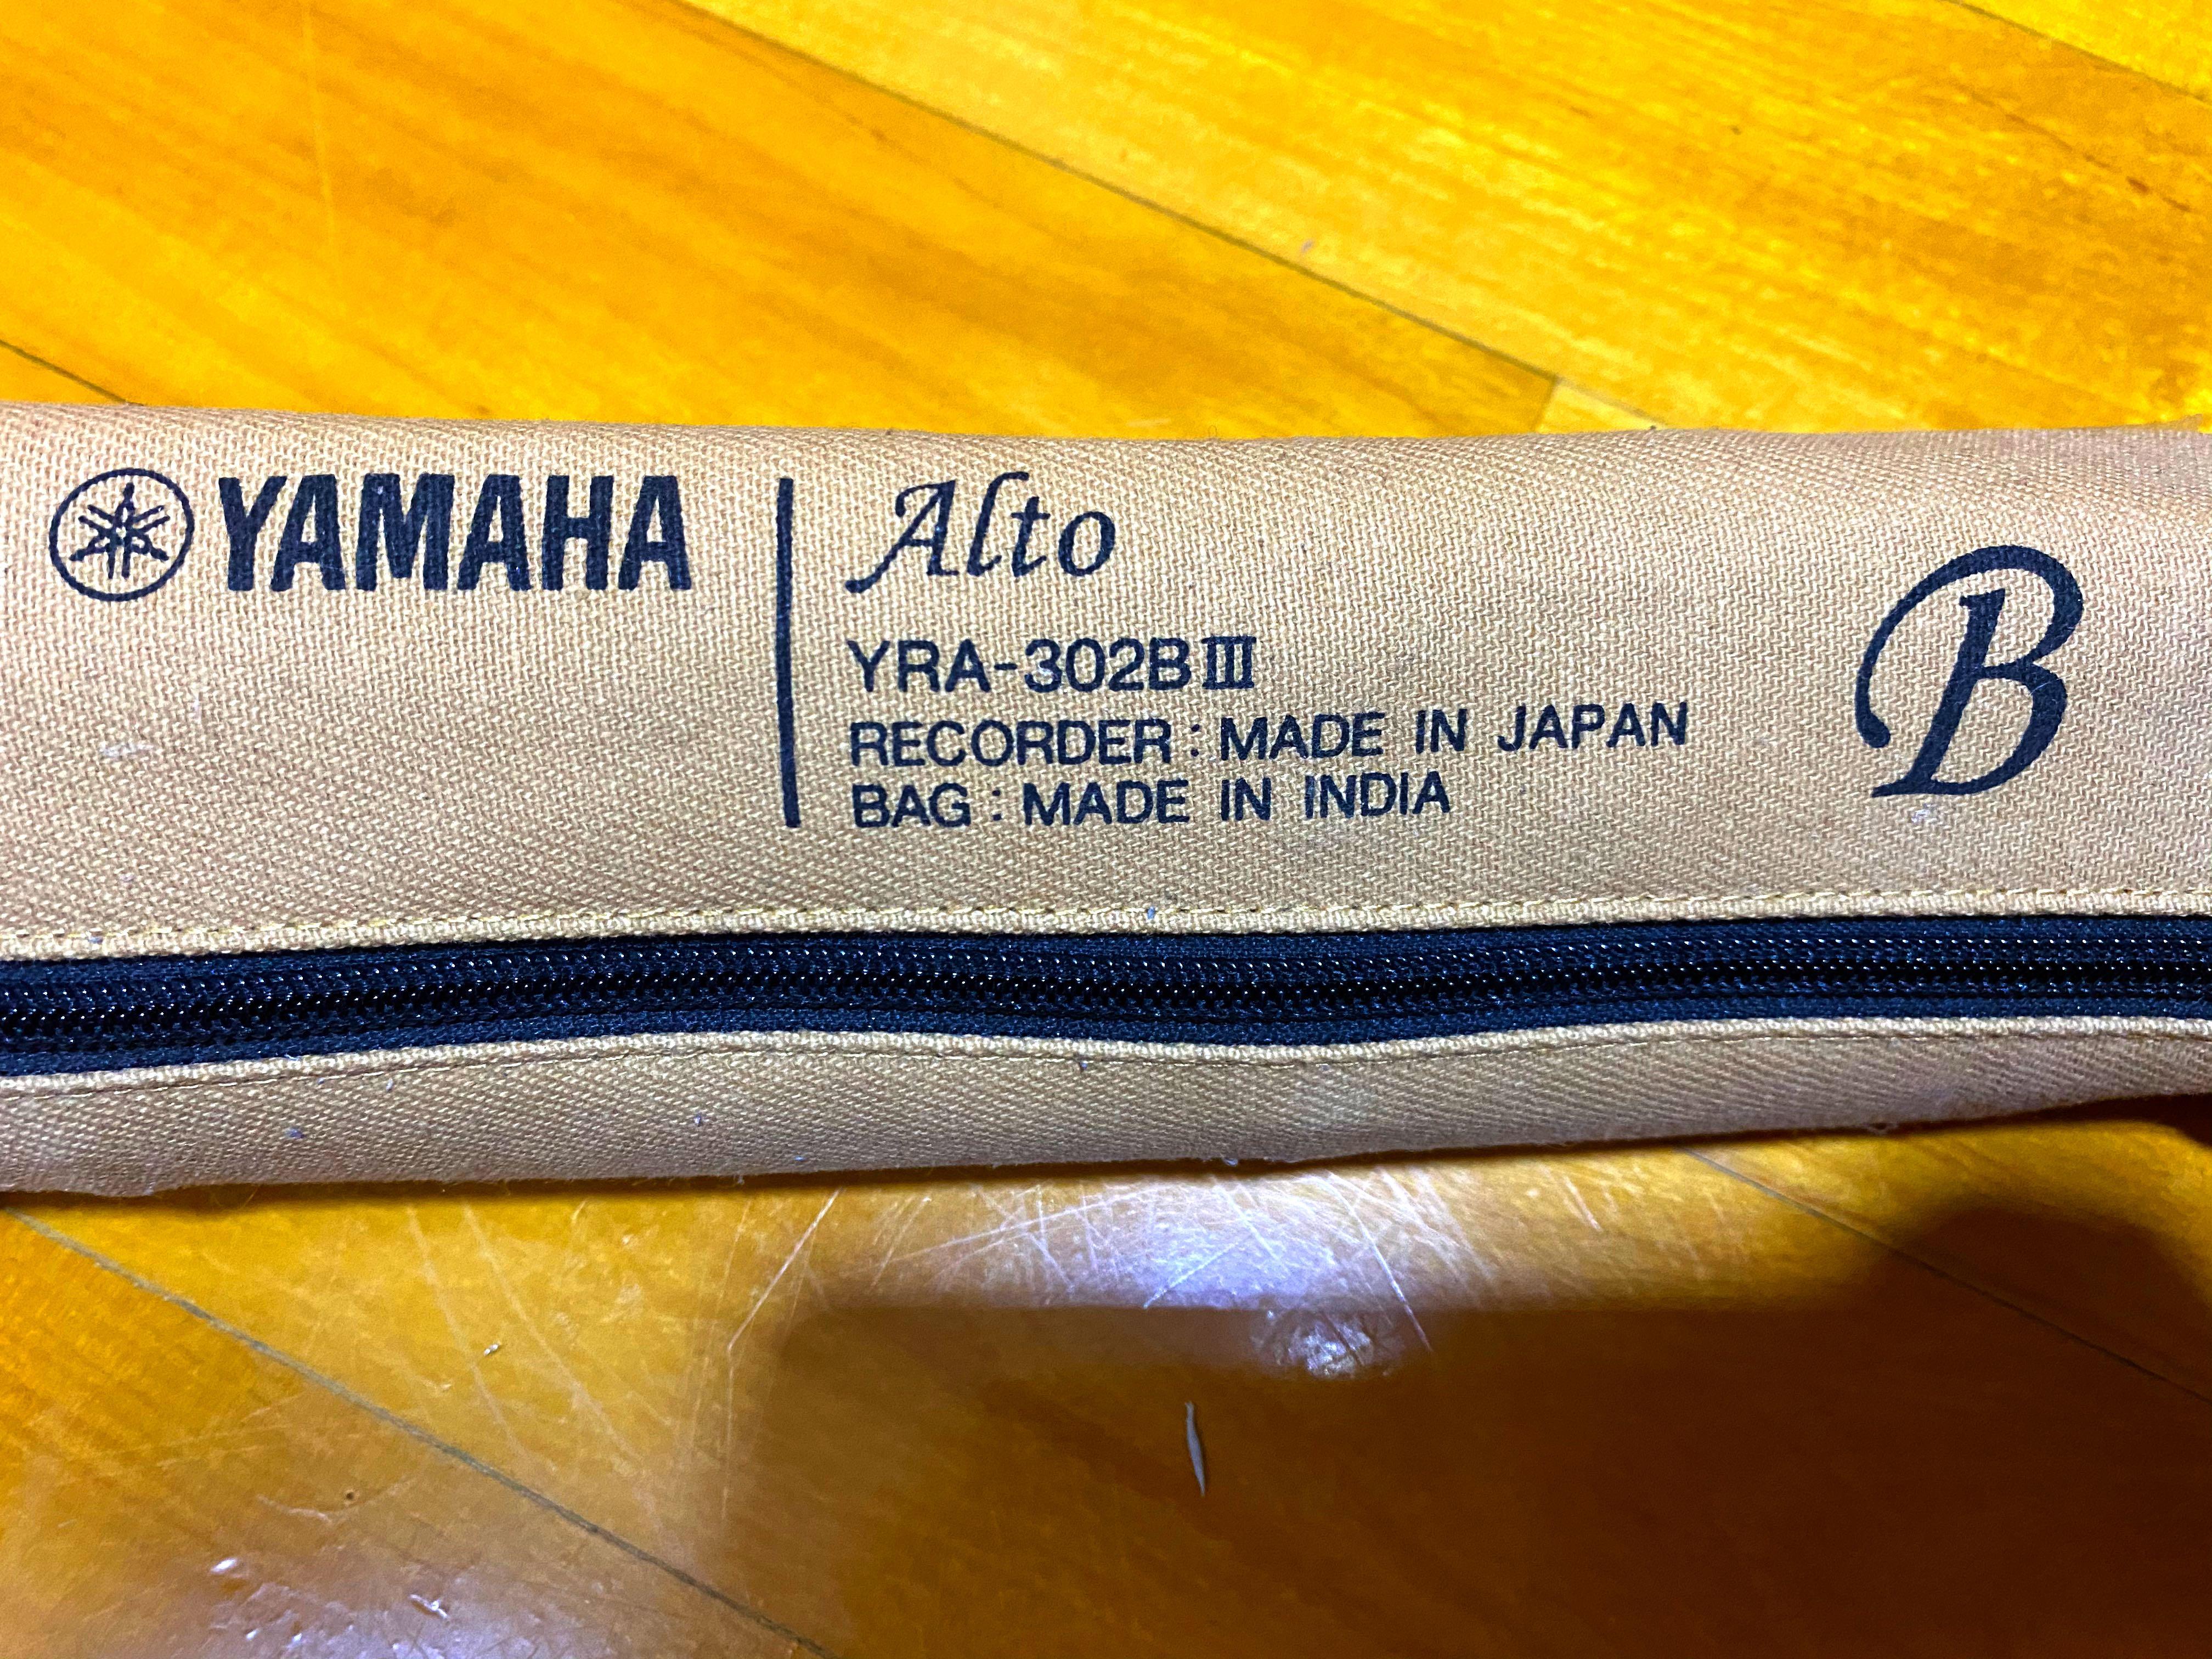 YAMAHA
Alto
YRA-302BⅢ
RECORDER : MADE IN JAPAN
BAG : MADE IN INDIA
B